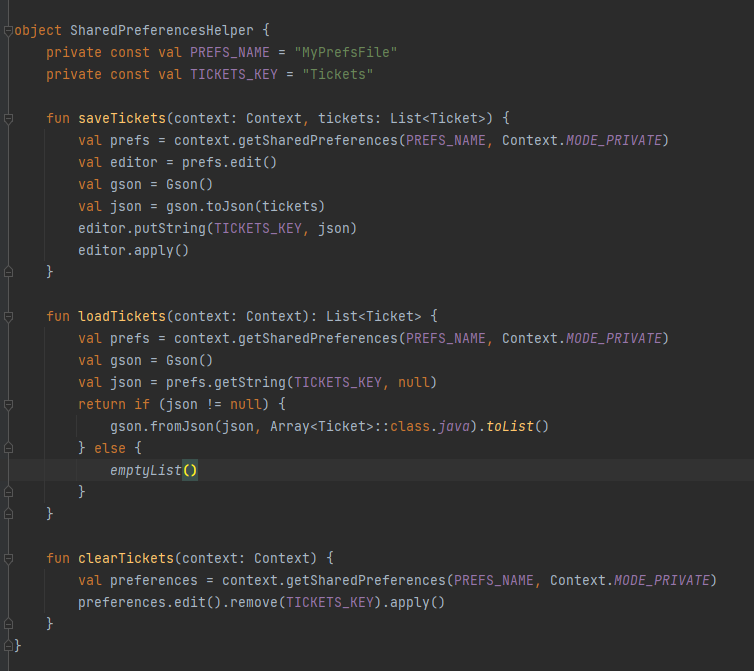 object SharedPreferencesHelper {
    private const val PREFS_NAME = "MyPrefsFile"
    private const val TICKETS_KEY = "Tickets"

    fun saveTickets(context: Context, tickets: List<Ticket>) {
        val prefs = context.getSharedPreferences(PREFS_NAME, Context.MODE_PRIVATE)
        val editor = prefs.edit()
        val gson = Gson()
        val json = gson.toJson(tickets)
        editor.putString(TICKETS_KEY, json)
        editor.apply()
    }

    fun loadTickets(context: Context): List<Ticket> {
        val prefs = context.getSharedPreferences(PREFS_NAME, Context.MODE_PRIVATE)
        val gson = Gson()
        val json = prefs.getString(TICKETS_KEY, null)
        return if (json != null) {
            gson.fromJson(json, Array<Ticket>::class.java).toList()
        } else {
            emptyList()
        }
    }

    fun clearTickets(context: Context) {
        val preferences = context.getSharedPreferences(PREFS_NAME, Context.MODE_PRIVATE)
        preferences.edit().remove(TICKETS_KEY).apply()
    }
}